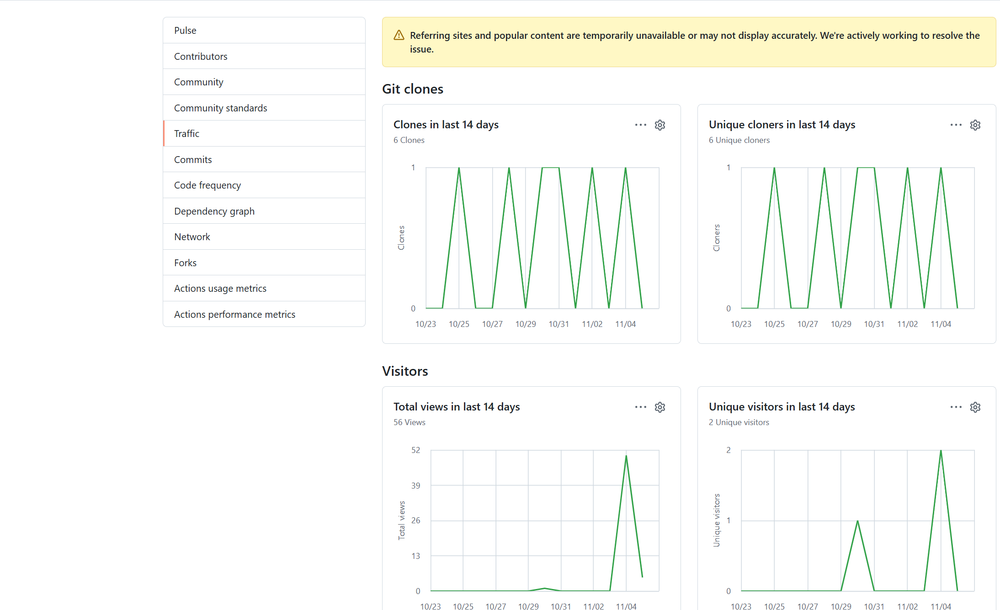 Pulse
Contributors
Community
Community standards
Traffic
Commits
Code frequency
Dependency graph
Network
Forks
Actions usage metrics
Actions performance metrics
Referring sites and popular content are temporarily unavailable or may not display accurately. We're actively working to resolve the
issue.
Git clones
Clones in last 14 days
6 Clones
1
0
Clones
10/23 10/25 10/27 10/29 10/31 11/02 11/04
Unique cloners in last 14 days
6 Unique cloners
1
0
Cloners
10/23 10/25 10/27 10/29 10/31 11/02 11/04
Visitors
Total views in last 14 days
56 Views
52
39
26
13
0
Total views
10/23 10/25 10/27 10/29 10/31 11/02 11/04
Unique visitors in last 14 days
2 Unique visitors
2
1
0
Unique visitors
10/23 10/25 10/27 10/29 10/31 11/02 11/04